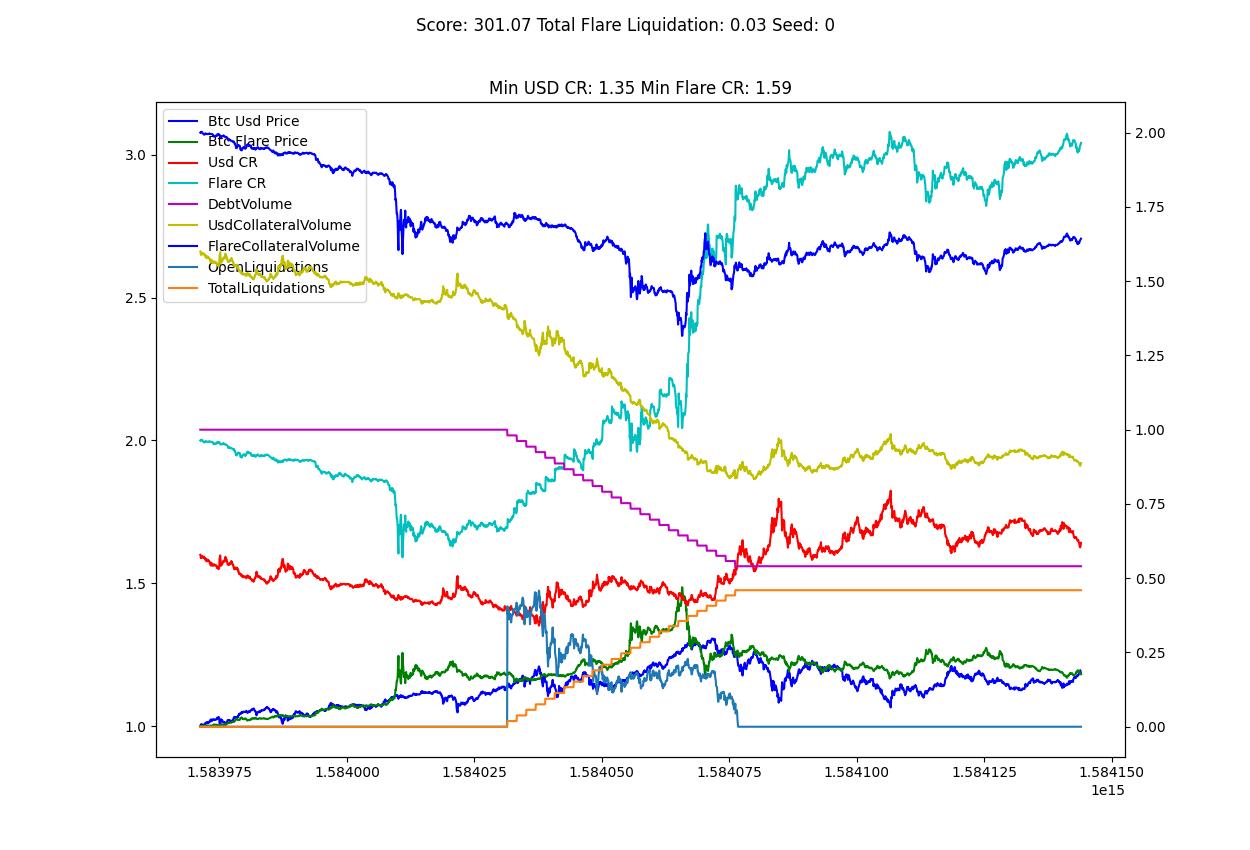 Score: 301.07 Total Flare Liquidation: 0.03 Seed: 0
Min USD CR: 1.35 Min Flare CR: 1.59
Btc Usd Price
Btc Flare Price
Usd CR
Flare CR
DebtVolume
UsdCollateralVolume
FlareCollateralVolume
OpenLiquidations
TotalLiquidations
3.0
2.5
2.0
1.5
1.0
2.00
1.75
1.50
1.25
1.00
0.75
0.50
0.25
0.00
1.583975 1.584000 1.584025 1.584050 1.584075 1.584100 1.584125 1.584150
1e15